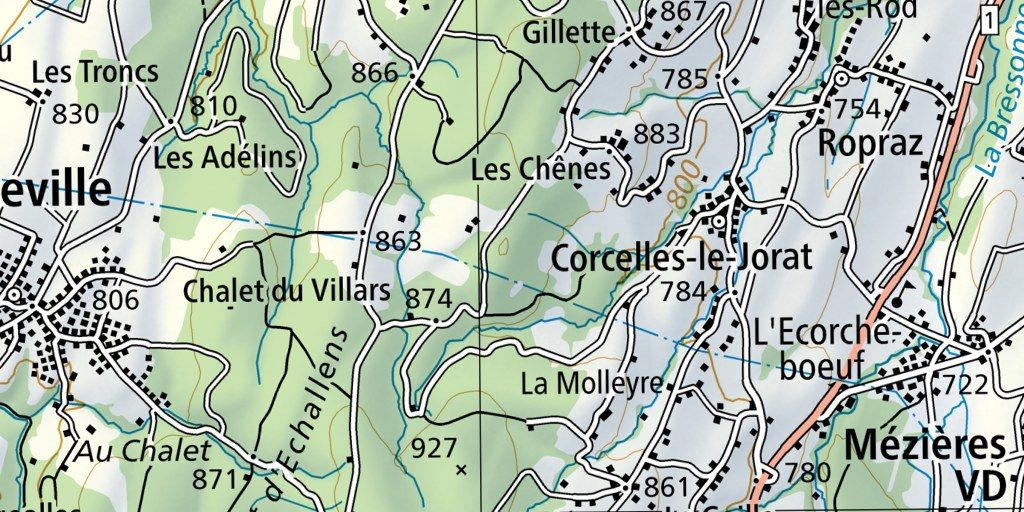 867
Gillette
les-Rod
1
Les Troncs
866
785
830
810
754
La Bressonne
883
Ropraz
Les Adélins
Les Chênes
800
eville
863
Corcelles-le-Jorat
806
Chalet du Villars
874
784
L'Ecorche-
boeuf
La Molleyre
722
d'Echallens
Au Chalet
927
Mézières
VD
871
861
780